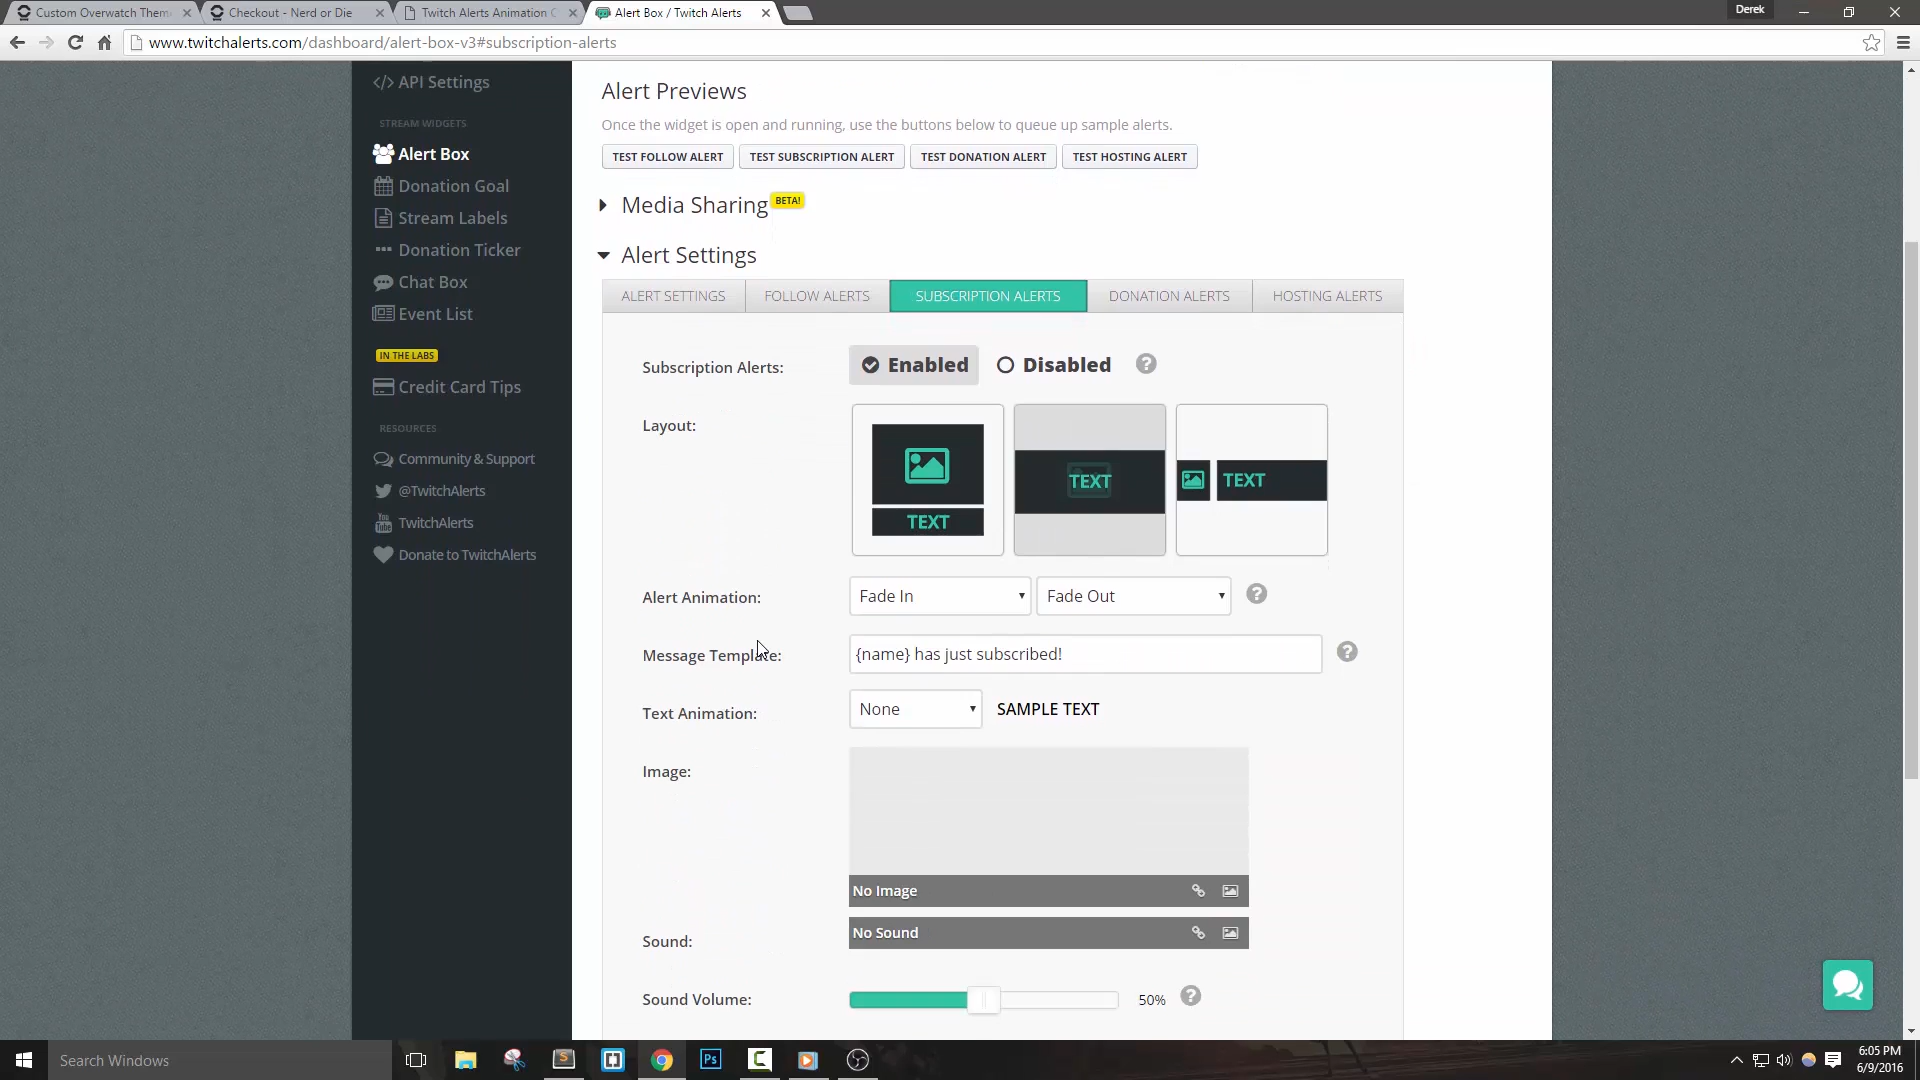 Custom Overwatch Them
Checkout - Nerd or Die
Twitch Alerts Animation
Alert Box / Twitch Alerts
Derek
www.twitchalerts.com/dashboard/alert-box-v3#subscription-alerts
API Settings
STREAM WIDGETS
Alert Box
Donation Goal
Stream Labels
Donation Ticker
Chat Box
Event List
IN THE LABS
Credit Card Tips
RESOURCES
Community & Support
@TwitchAlerts
TwitchAlerts
Donate to TwitchAlerts
Alert Previews
Once the widget is open and running, use the buttons below to queue up sample alerts.
TEST FOLLOW ALERT TEST SUBSCRIPTION ALERT TEST DONATION ALERT TEST HOSTING ALERT
Media Sharing BETA!
Alert Settings
ALERT SETTINGS FOLLOW ALERTS SUBSCRIPTION ALERTS DONATION ALERTS HOSTING ALERTS
Subscription Alerts: Enabled Disabled ?
Layout:
TEXT
TEXT
TEXT
Alert Animation: Fade In Fade Out ?
Message Template: {name} has just subscribed! ?
Text Animation: None SAMPLE TEXT
Image:
No Image
Sound: No Sound
Sound Volume: 50% ?
Search Windows
S
Ps
6:05 PM
6/9/2016